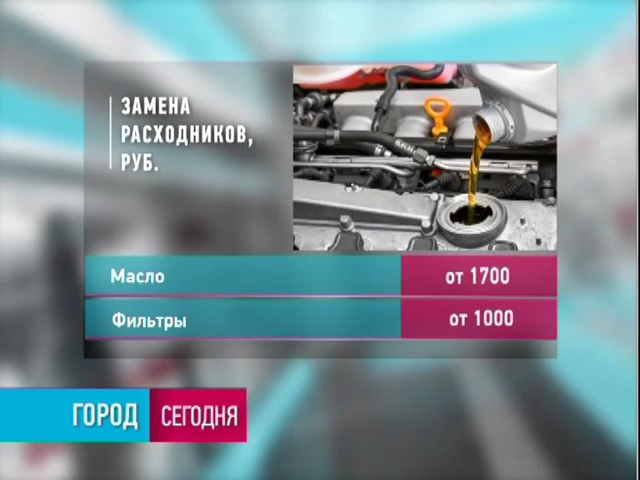 ЗАМЕНА
РАСХОДНИКОВ,
РУБ.
Масло от 1700
Фильтры от 1000
ГОРОД СЕГОДНЯ